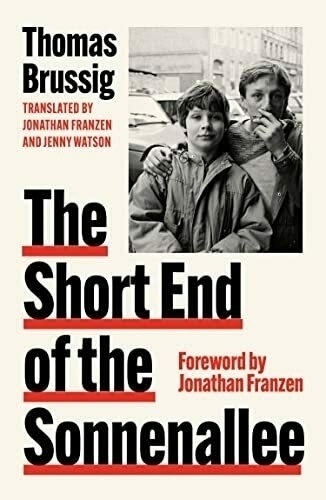 Thomas
Brussig
TRANSLATED BY
JONATHAN FRANZEN
AND JENNY WATSON
The
Short End
of the
Sonnenallee
Foreword by
Jonathan Franzen